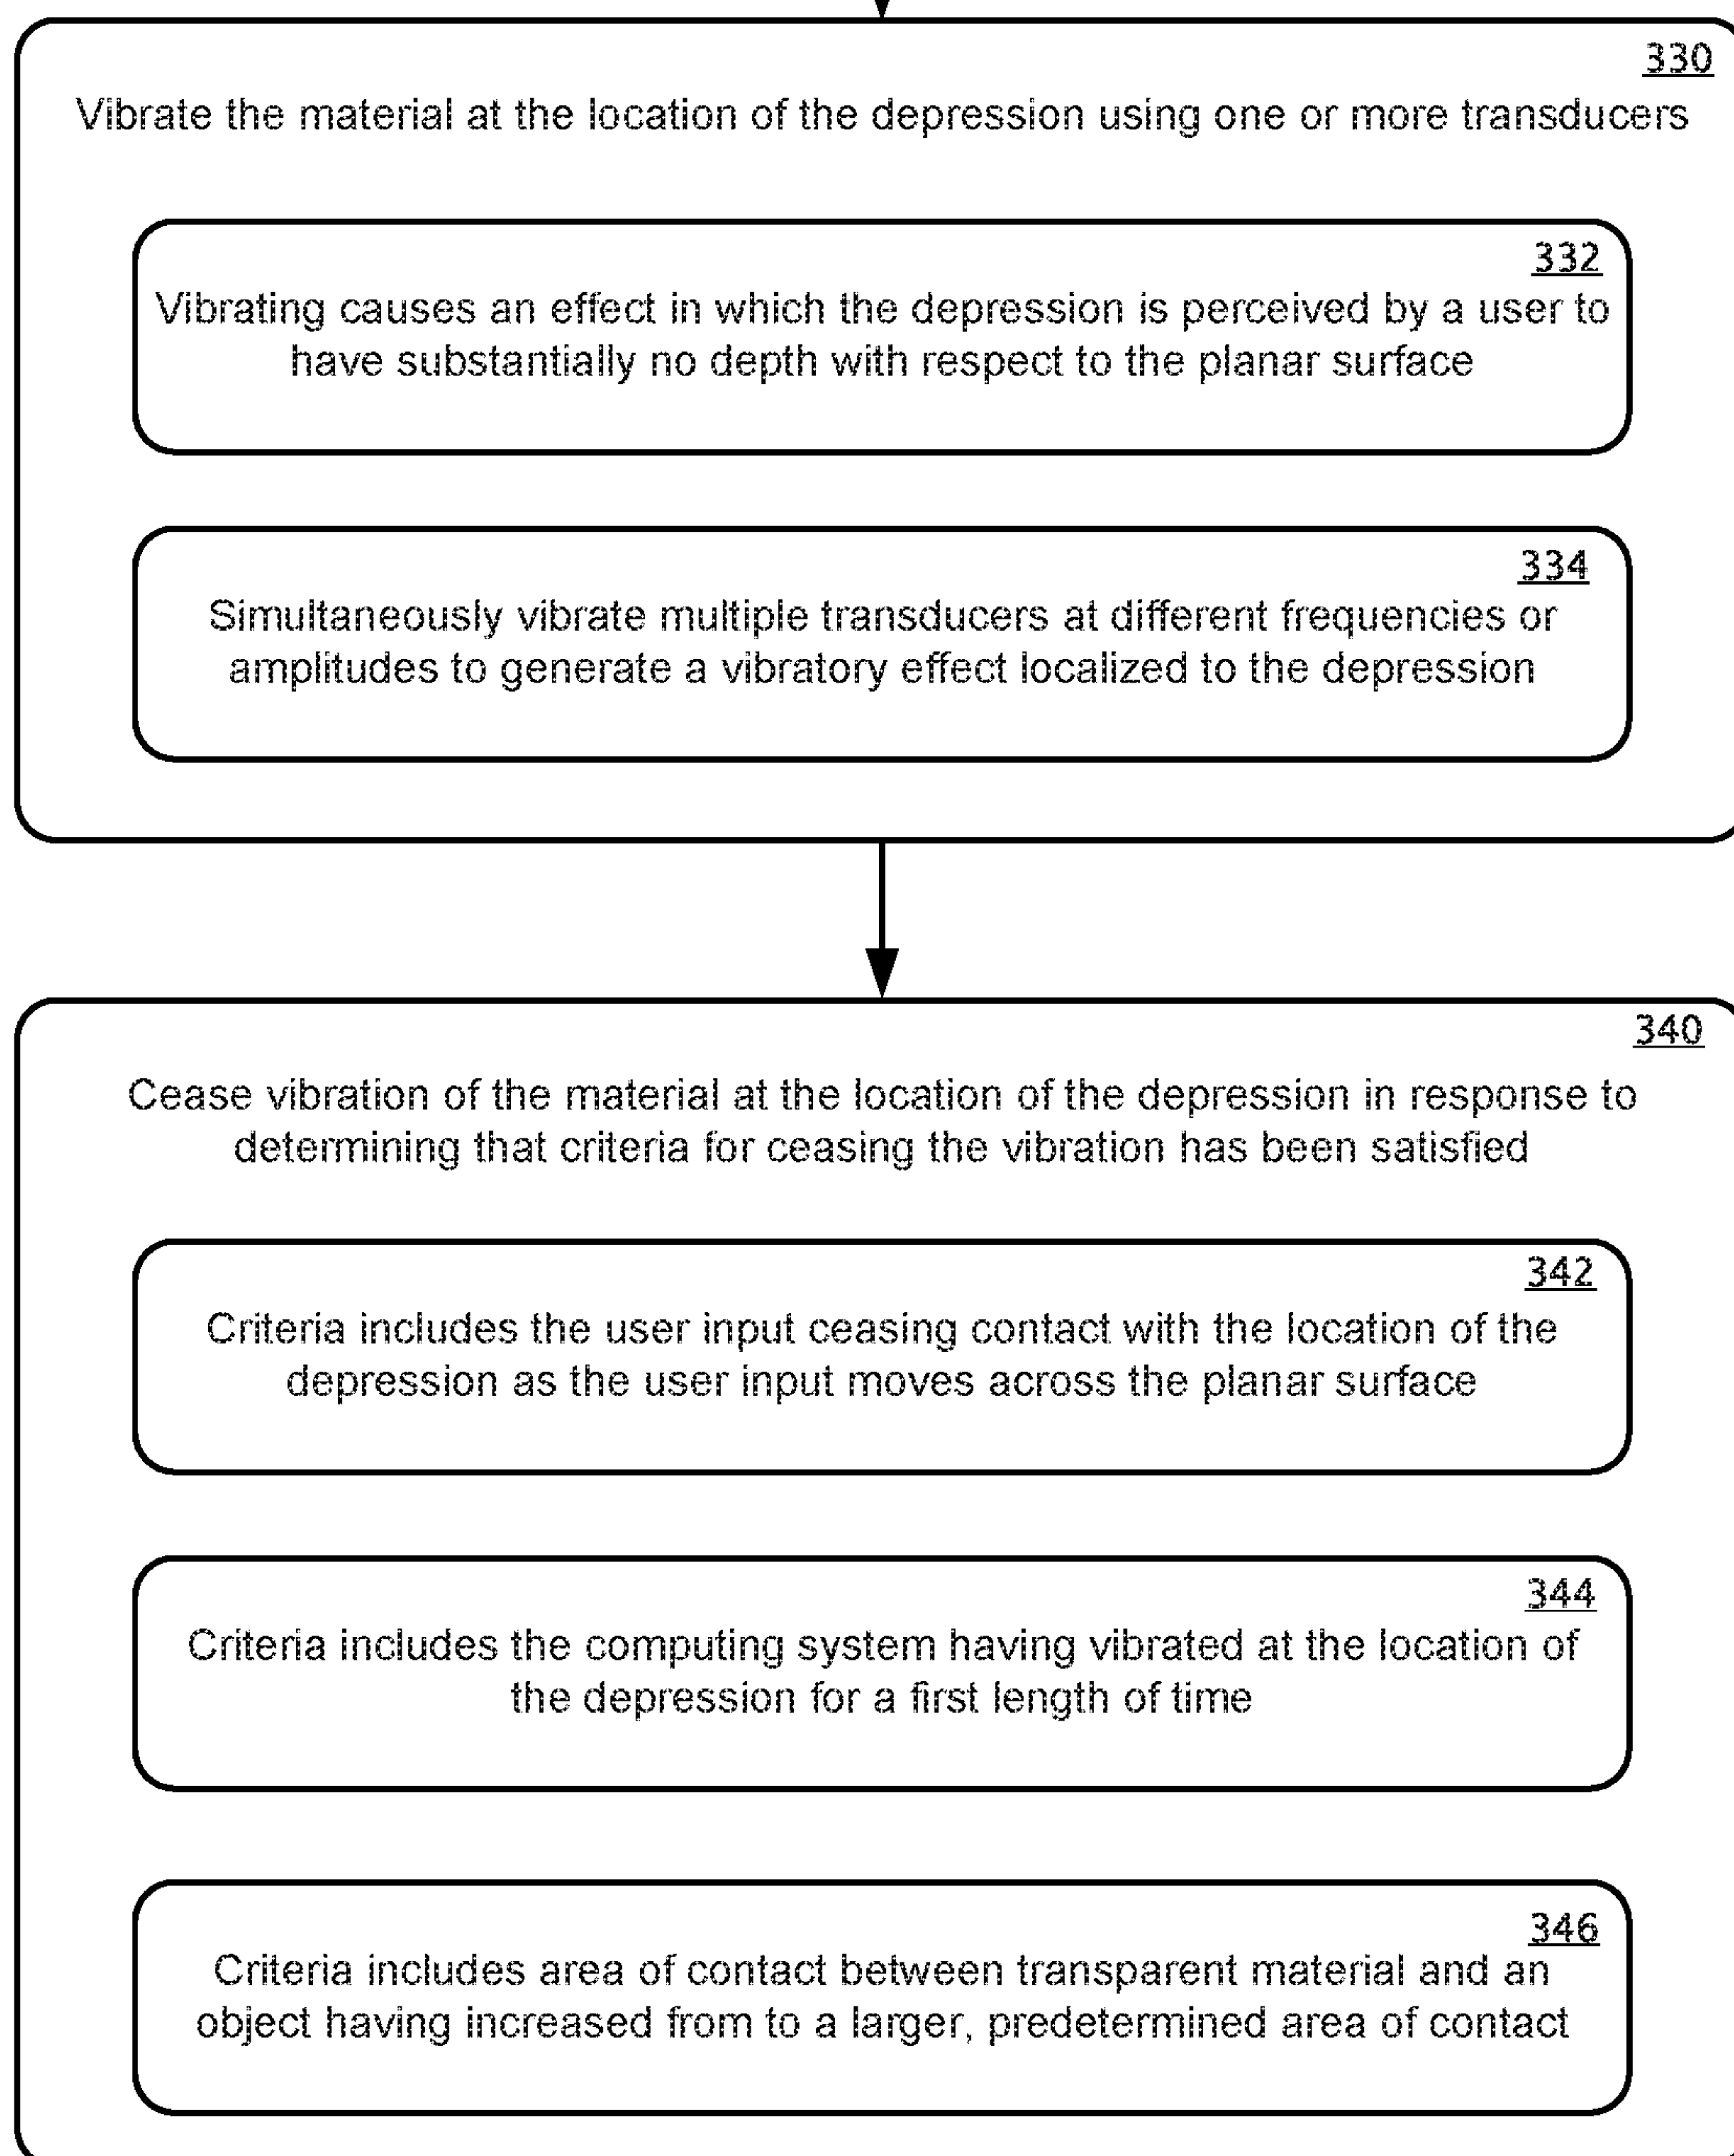 330
Vibrate the material at the location of the depression using one or more transducers
332
Vibrating causes an effect in which the depression is perceived by a user to
have substantially no depth with respect to the planar surface
334
Simultaneously vibrate multiple transducers at different frequencies or
amplitudes to generate a vibratory effect localized to the depression
340
Cease vibration of the material at the location of the depression in response to
determining that criteria for ceasing the vibration has been satisfied
342
Criteria includes the user input ceasing contact with the location of the
depression as the user input moves across the planar surface
344
Criteria includes the computing system having vibrated at the location of
the depression for a first length of time
346
Criteria includes area of contact between transparent material and an
object having increased from to a larger, predetermined area of contact